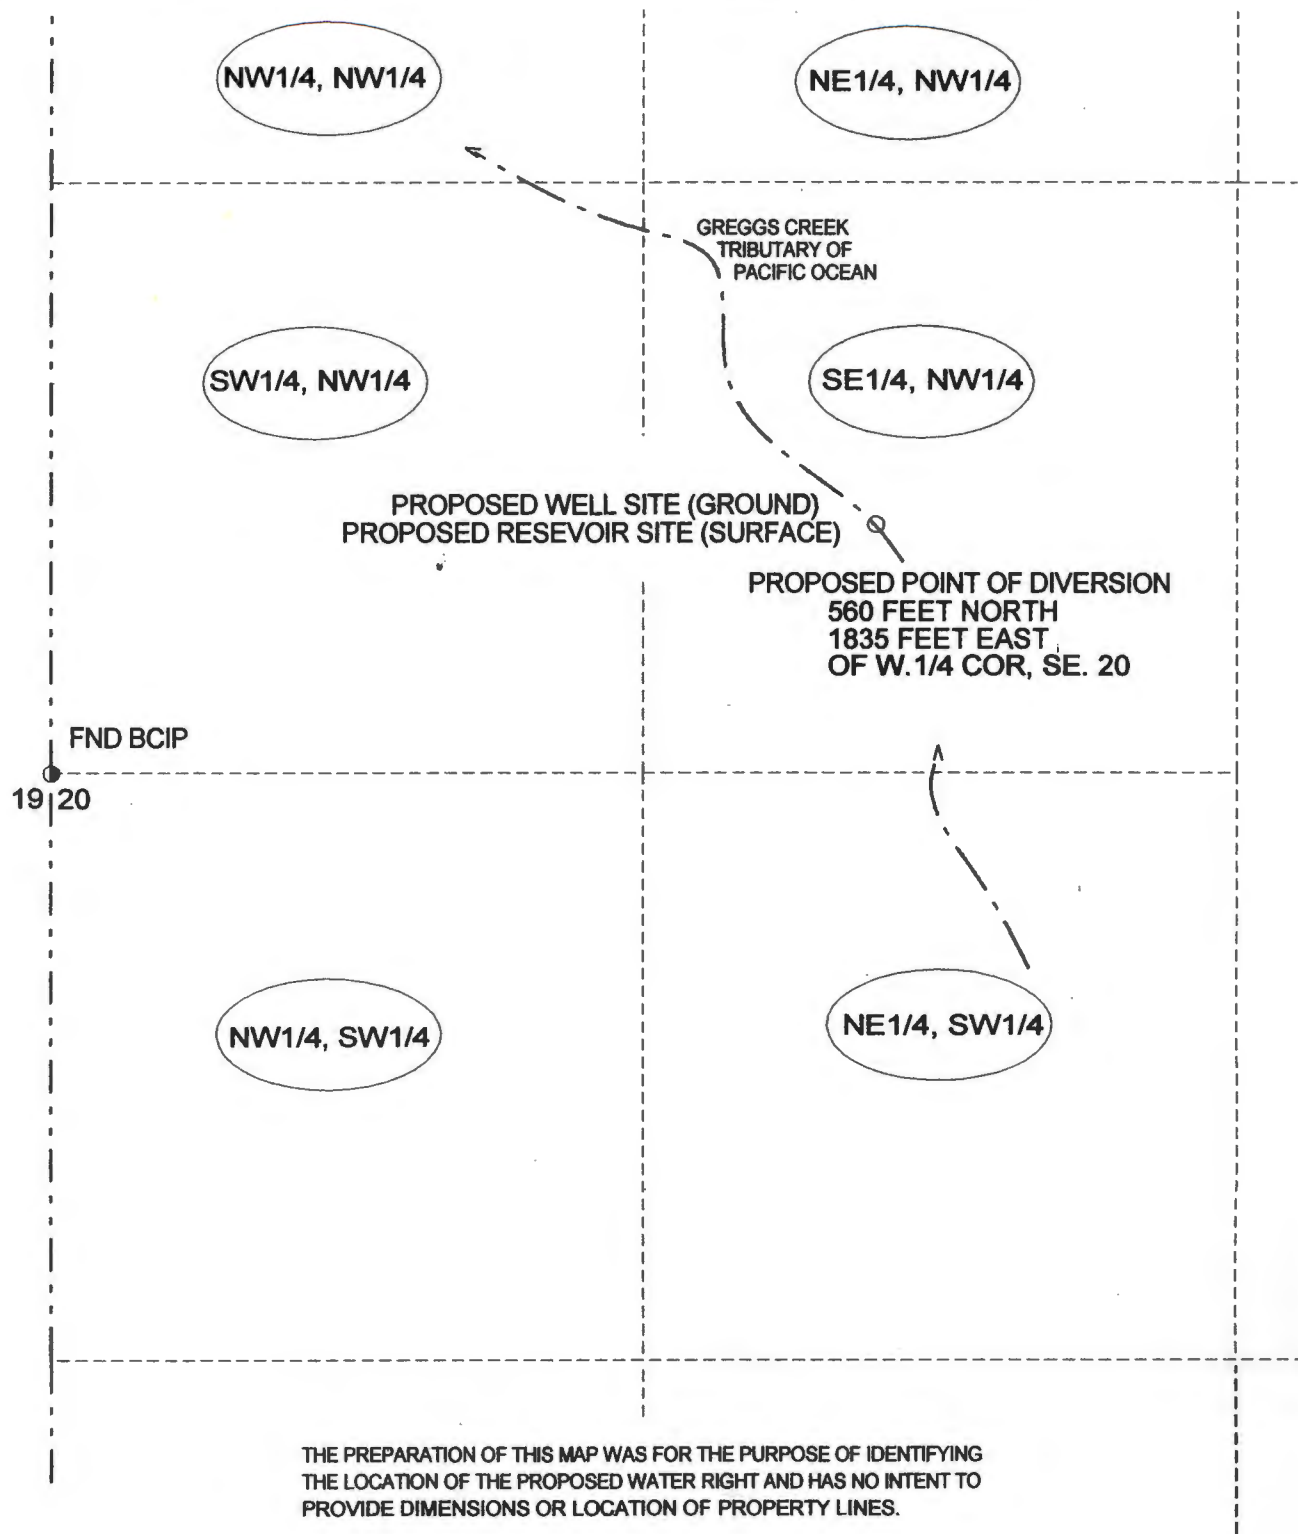 NW1/4, NW1/4
NE1/4, NW1/4
GREGGS CREEK
TRIBUTARY OF
PACIFIC OCEAN
SW1/4, NW1/4
SE1/4, NW1/4
PROPOSED WELL SITE (GROUND)
PROPOSED RESEVOIR SITE (SURFACE)
PROPOSED POINT OF DIVERSION
560 FEET NORTH
1835 FEET EAST
OF W.1/4 COR, SE. 20
FND BCIP
19 20
NW1/4, SW1/4
NE1/4, SW1/4
THE PREPARATION OF THIS MAP WAS FOR THE PURPOSE OF IDENTIFYING
THE LOCATION OF THE PROPOSED WATER RIGHT AND HAS NO INTENT TO
PROVIDE DIMENSIONS OR LOCATION OF PROPERTY LINES.